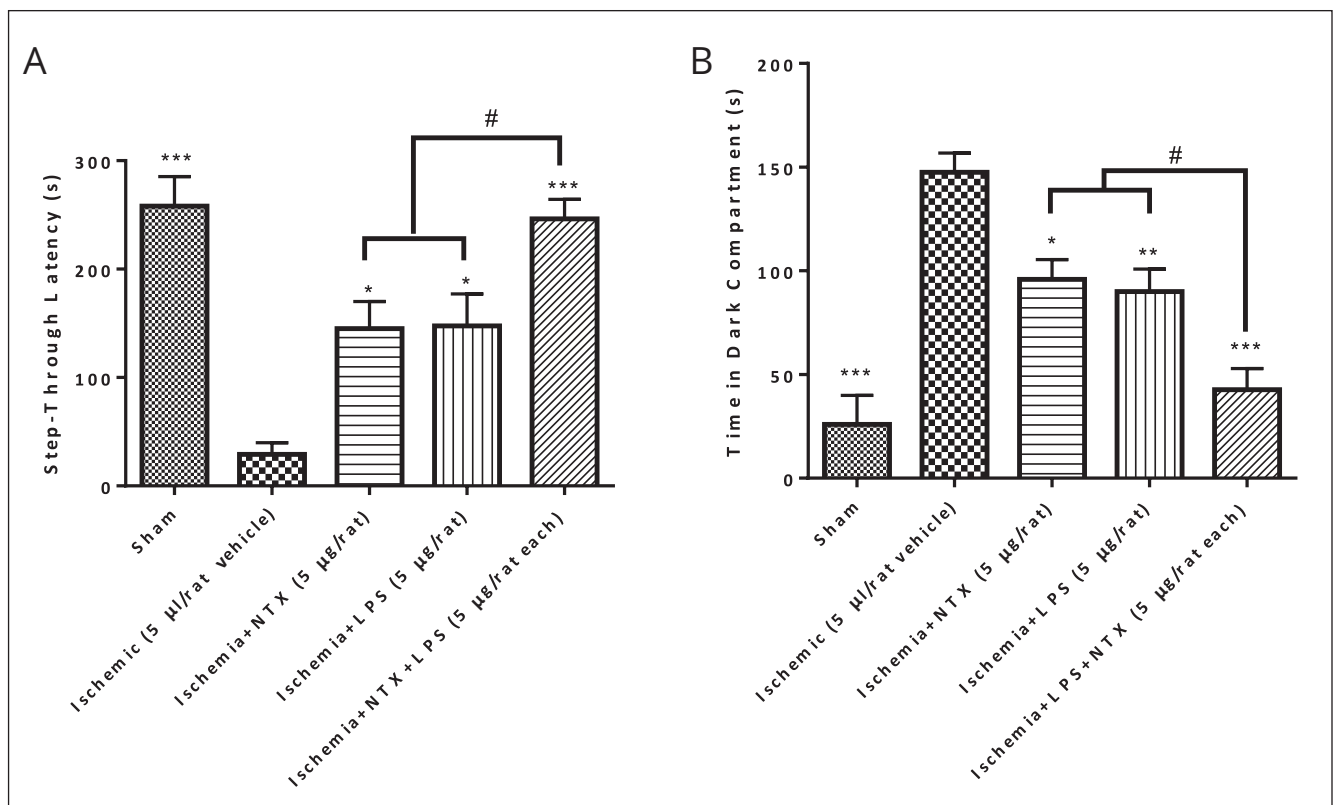 A
Step-Through Latency (s)
300
200
100
0
***
*
*
***
#
Sham
Ischemic (5 µl/rat vehicle)
Ischemia+NTX (5 µg/rat)
Ischemia+LPS (5 µg/rat)
Ischemia+NTX+LPS (5 µg/rat each)
B
Time in Dark Compartment (s)
200
150
100
50
0
***
*
**
***
#
Sham
Ischemic (5 µl/rat vehicle)
Ischemia+NTX (5 µg/rat)
Ischemia+LPS (5 µg/rat)
Ischemia+LPS+NTX (5 µg/rat each)